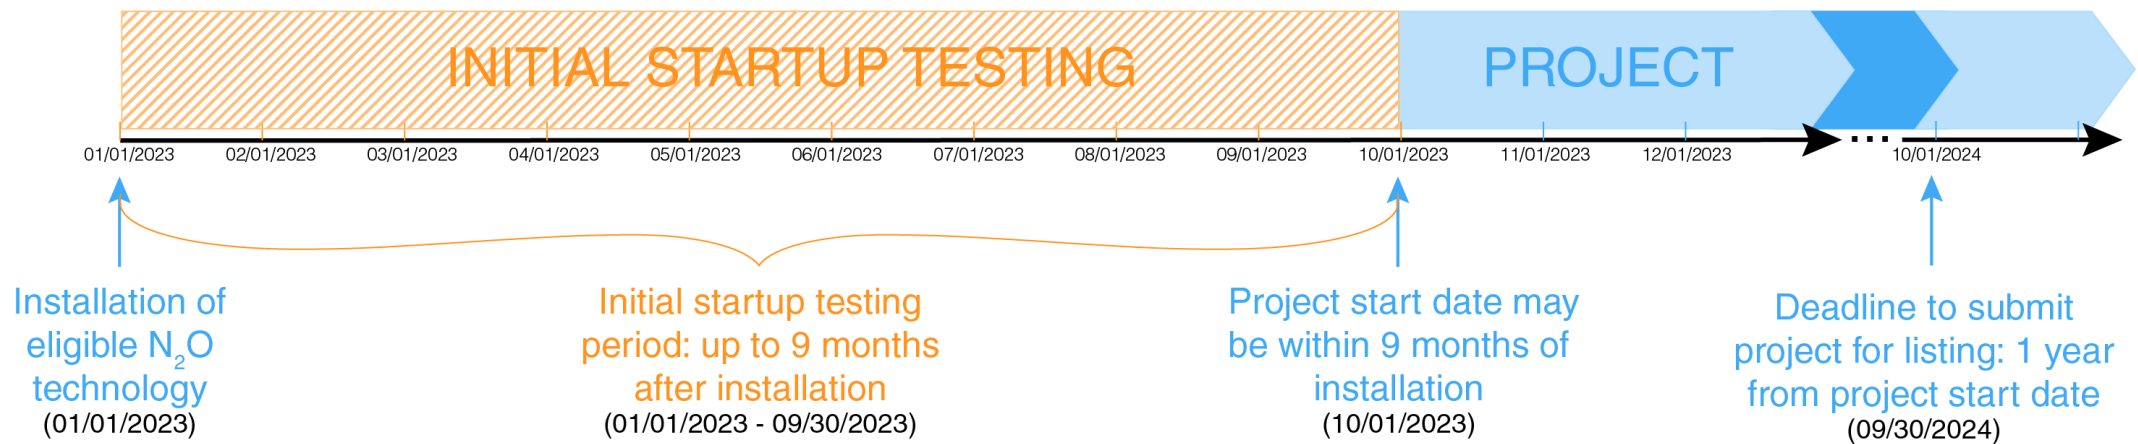 INITIAL STARTUP TESTING
PROJECT
01/01/2023
02/01/2023
03/01/2023
04/01/2023
05/01/2023
06/01/2023
07/01/2023
08/01/2023
09/01/2023
10/01/2023
11/01/2023
12/01/2023
...
10/01/2024
Installation of
eligible N₂O
technology
(01/01/2023)
Initial startup testing
period: up to 9 months
after installation
(01/01/2023 - 09/30/2023)
Project start date may
be within 9 months of
installation
(10/01/2023)
Deadline to submit
project for listing: 1 year
from project start date
(09/30/2024)